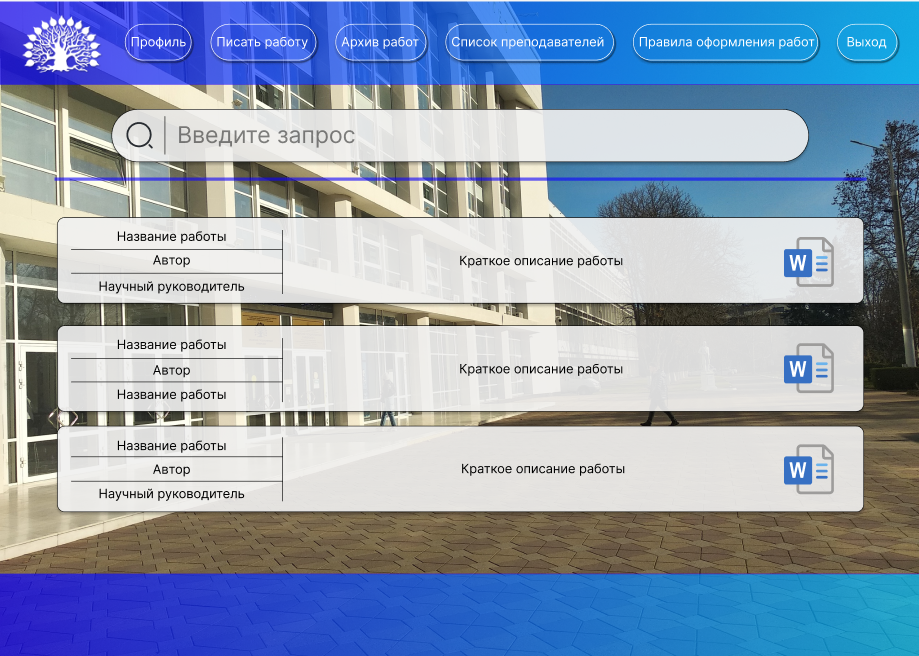 Профиль
Писать работу
Архив работ
Список преподавателей
Правила оформления работ
Выход
Введите запрос
Название работы
Автор
Научный руководитель
Краткое описание работы
W
Название работы
Автор
Название работы
Краткое описание работы
W
Название работы
Автор
Научный руководитель
Краткое описание работы
W